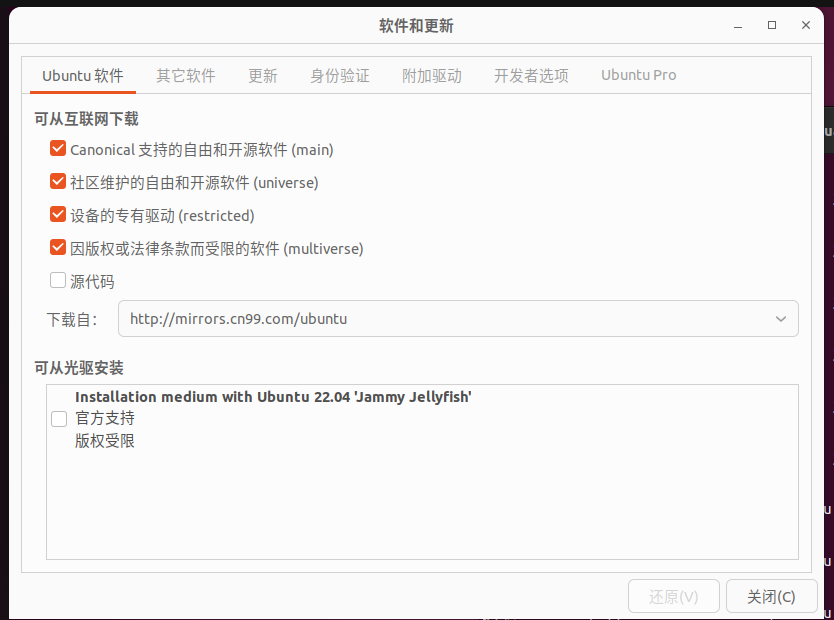 软件和更新
Ubuntu 软件 其它软件 更新 身份验证 附加驱动 开发者选项 Ubuntu Pro
可从互联网下载
Canonical 支持的自由和开源软件 (main)
社区维护的自由和开源软件 (universe)
设备的专有驱动 (restricted)
因版权或法律条款而受限的软件 (multiverse)
源代码
下载自： http://mirrors.cn99.com/ubuntu
可从光驱安装
Installation medium with Ubuntu 22.04 'Jammy Jellyfish'
官方支持
版权受限
还原(V) 关闭(C)